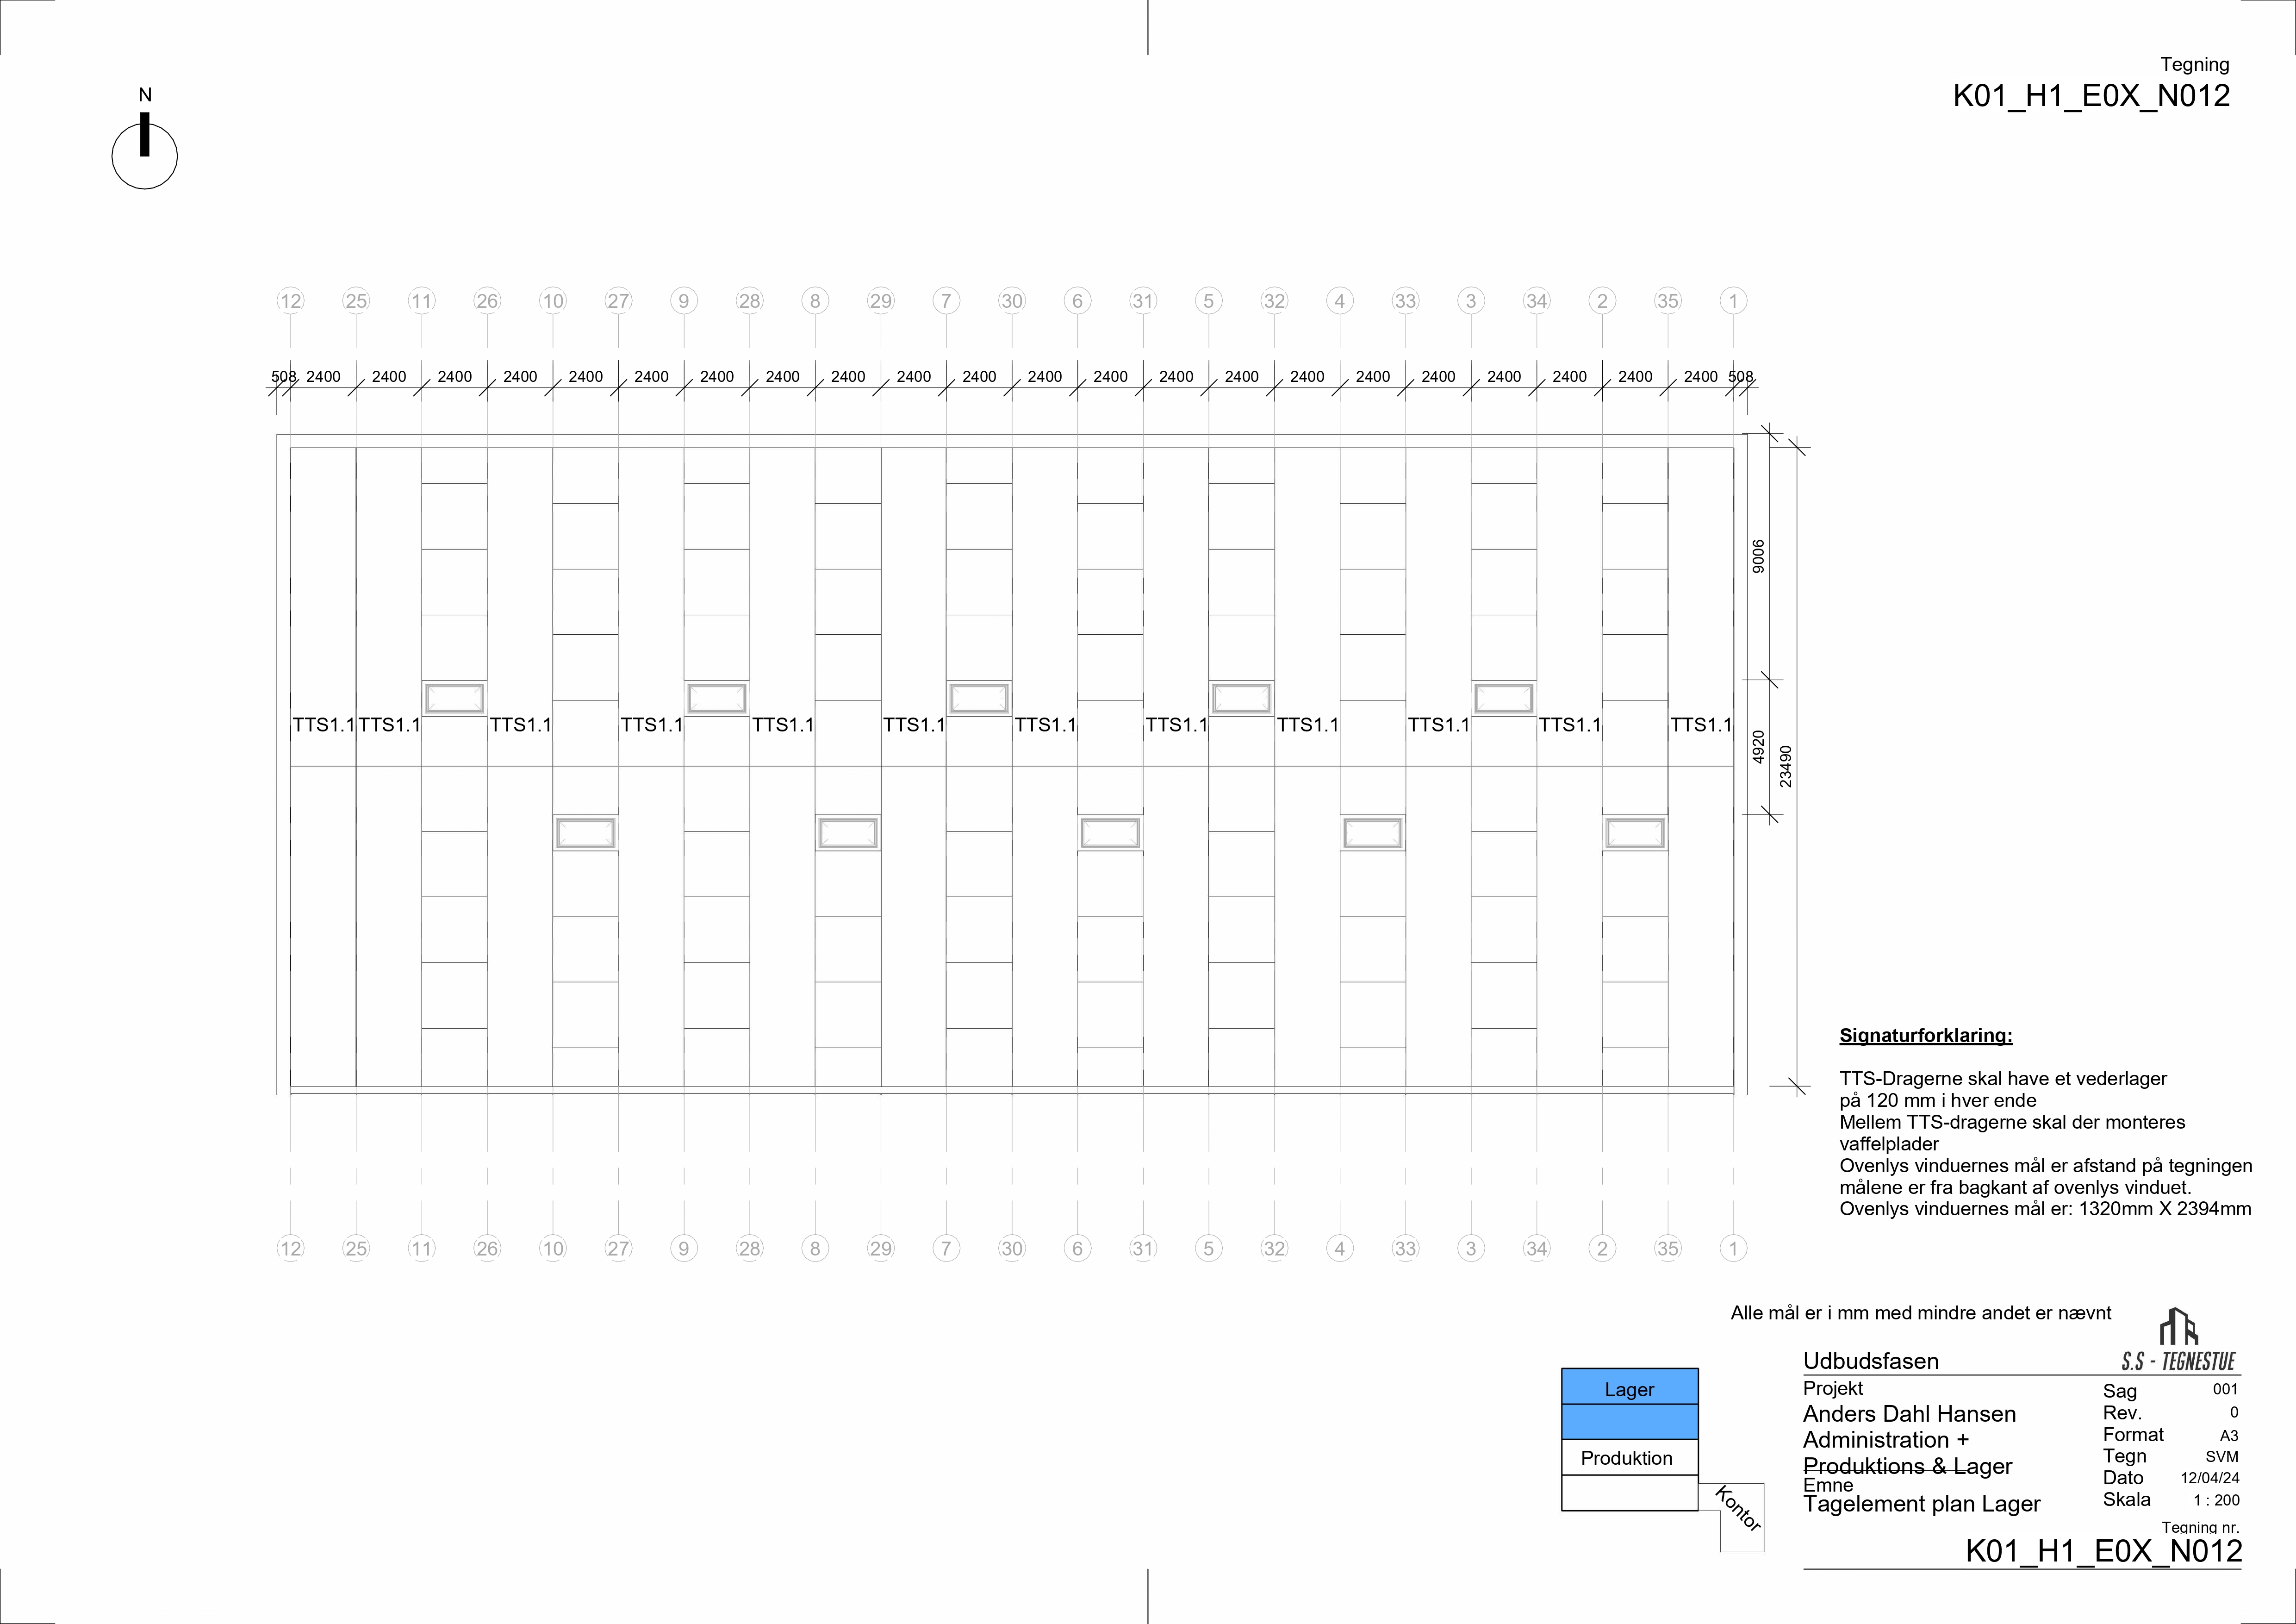 Tegning
K01_H1_E0X_N012
N
12 25 11 26 10 27 9 28 8 29 7 30 6 31 5 32 4 33 3 34 2 35 1
508 2400 2400 2400 2400 2400 2400 2400 2400 2400 2400 2400 2400 2400 2400 2400 2400 2400 2400 2400 2400 2400 2400 508
9006
TTS1.1 TTS1.1 TTS1.1 TTS1.1 TTS1.1 TTS1.1 TTS1.1 TTS1.1 TTS1.1 TTS1.1 TTS1.1 TTS1.1
4920
23490
Signaturforklaring:
TTS-Dragerne skal have et vederlager
på 120 mm i hver ende
Mellem TTS-dragerne skal der monteres
vaffelplader
Ovenlys vinduernes mål er afstand på tegningen
målene er fra bagkant af ovenlys vinduet.
Ovenlys vinduernes mål er: 1320mm X 2394mm
12 25 11 26 10 27 9 28 8 29 7 30 6 31 5 32 4 33 3 34 2 35 1
Alle mål er i mm med mindre andet er nævnt
S.S - TEGNESTUE
Lager
Produktion
Kontor
Udbudsfasen
Projekt
Anders Dahl Hansen
Administration +
Produktions & Lager
Emne
Tagelement plan Lager
Sag 001
Rev. 0
Format A3
Tegn SVM
Dato 12/04/24
Skala 1 : 200
Tegning nr.
K01_H1_E0X_N012